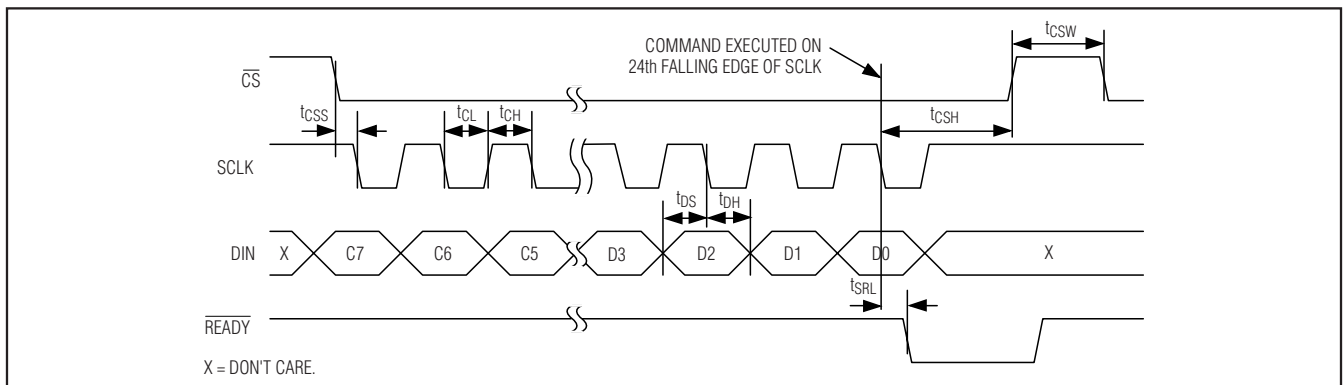 COMMAND EXECUTED ON
24th FALLING EDGE OF SCLK
tCSW
CS
tCSS
tCL
tCH
tCSH
SCLK
tDS
tDH
DIN
X
C7
C6
C5
D3
D2
D1
D0
X
tSRL
READY
X = DON'T CARE.